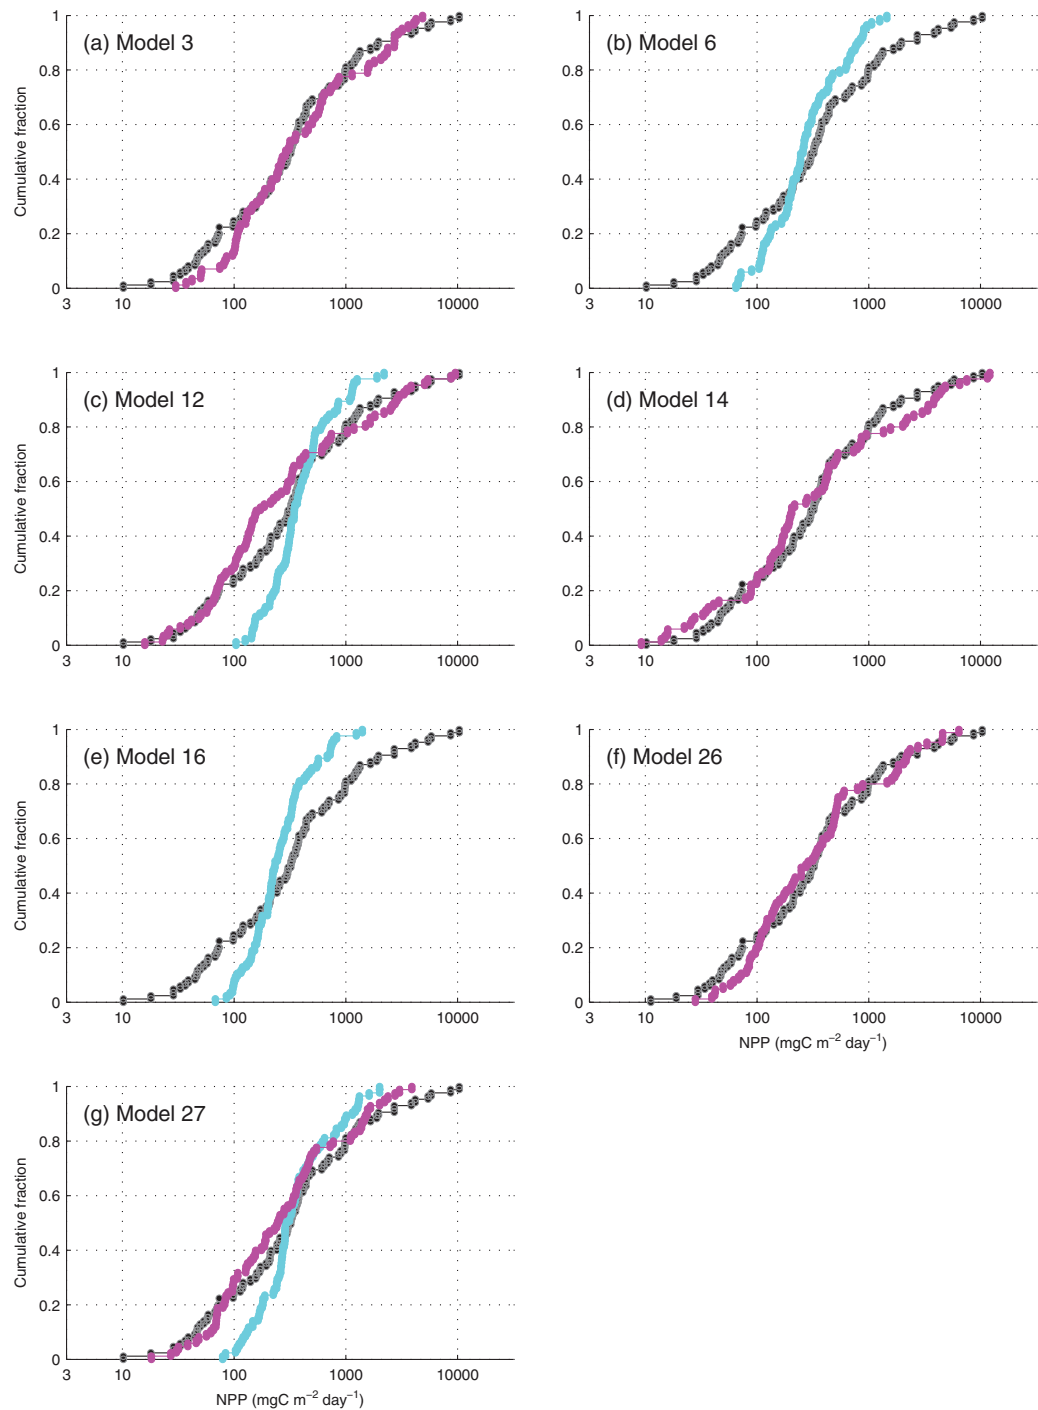 (a) Model 3
Cumulative fraction
1
0.8
0.6
0.4
0.2
0
3 10 100 1000 10000
(b) Model 6
1
0.8
0.6
0.4
0.2
0
3 10 100 1000 10000
(c) Model 12
Cumulative fraction
1
0.8
0.6
0.4
0.2
0
3 10 100 1000 10000
(d) Model 14
1
0.8
0.6
0.4
0.2
0
3 10 100 1000 10000
(e) Model 16
Cumulative fraction
1
0.8
0.6
0.4
0.2
0
3 10 100 1000 10000
(f) Model 26
1
0.8
0.6
0.4
0.2
0
3 10 100 1000 10000
NPP (mgC m⁻² day⁻¹)
(g) Model 27
Cumulative fraction
1
0.8
0.6
0.4
0.2
0
3 10 100 1000 10000
NPP (mgC m⁻² day⁻¹)